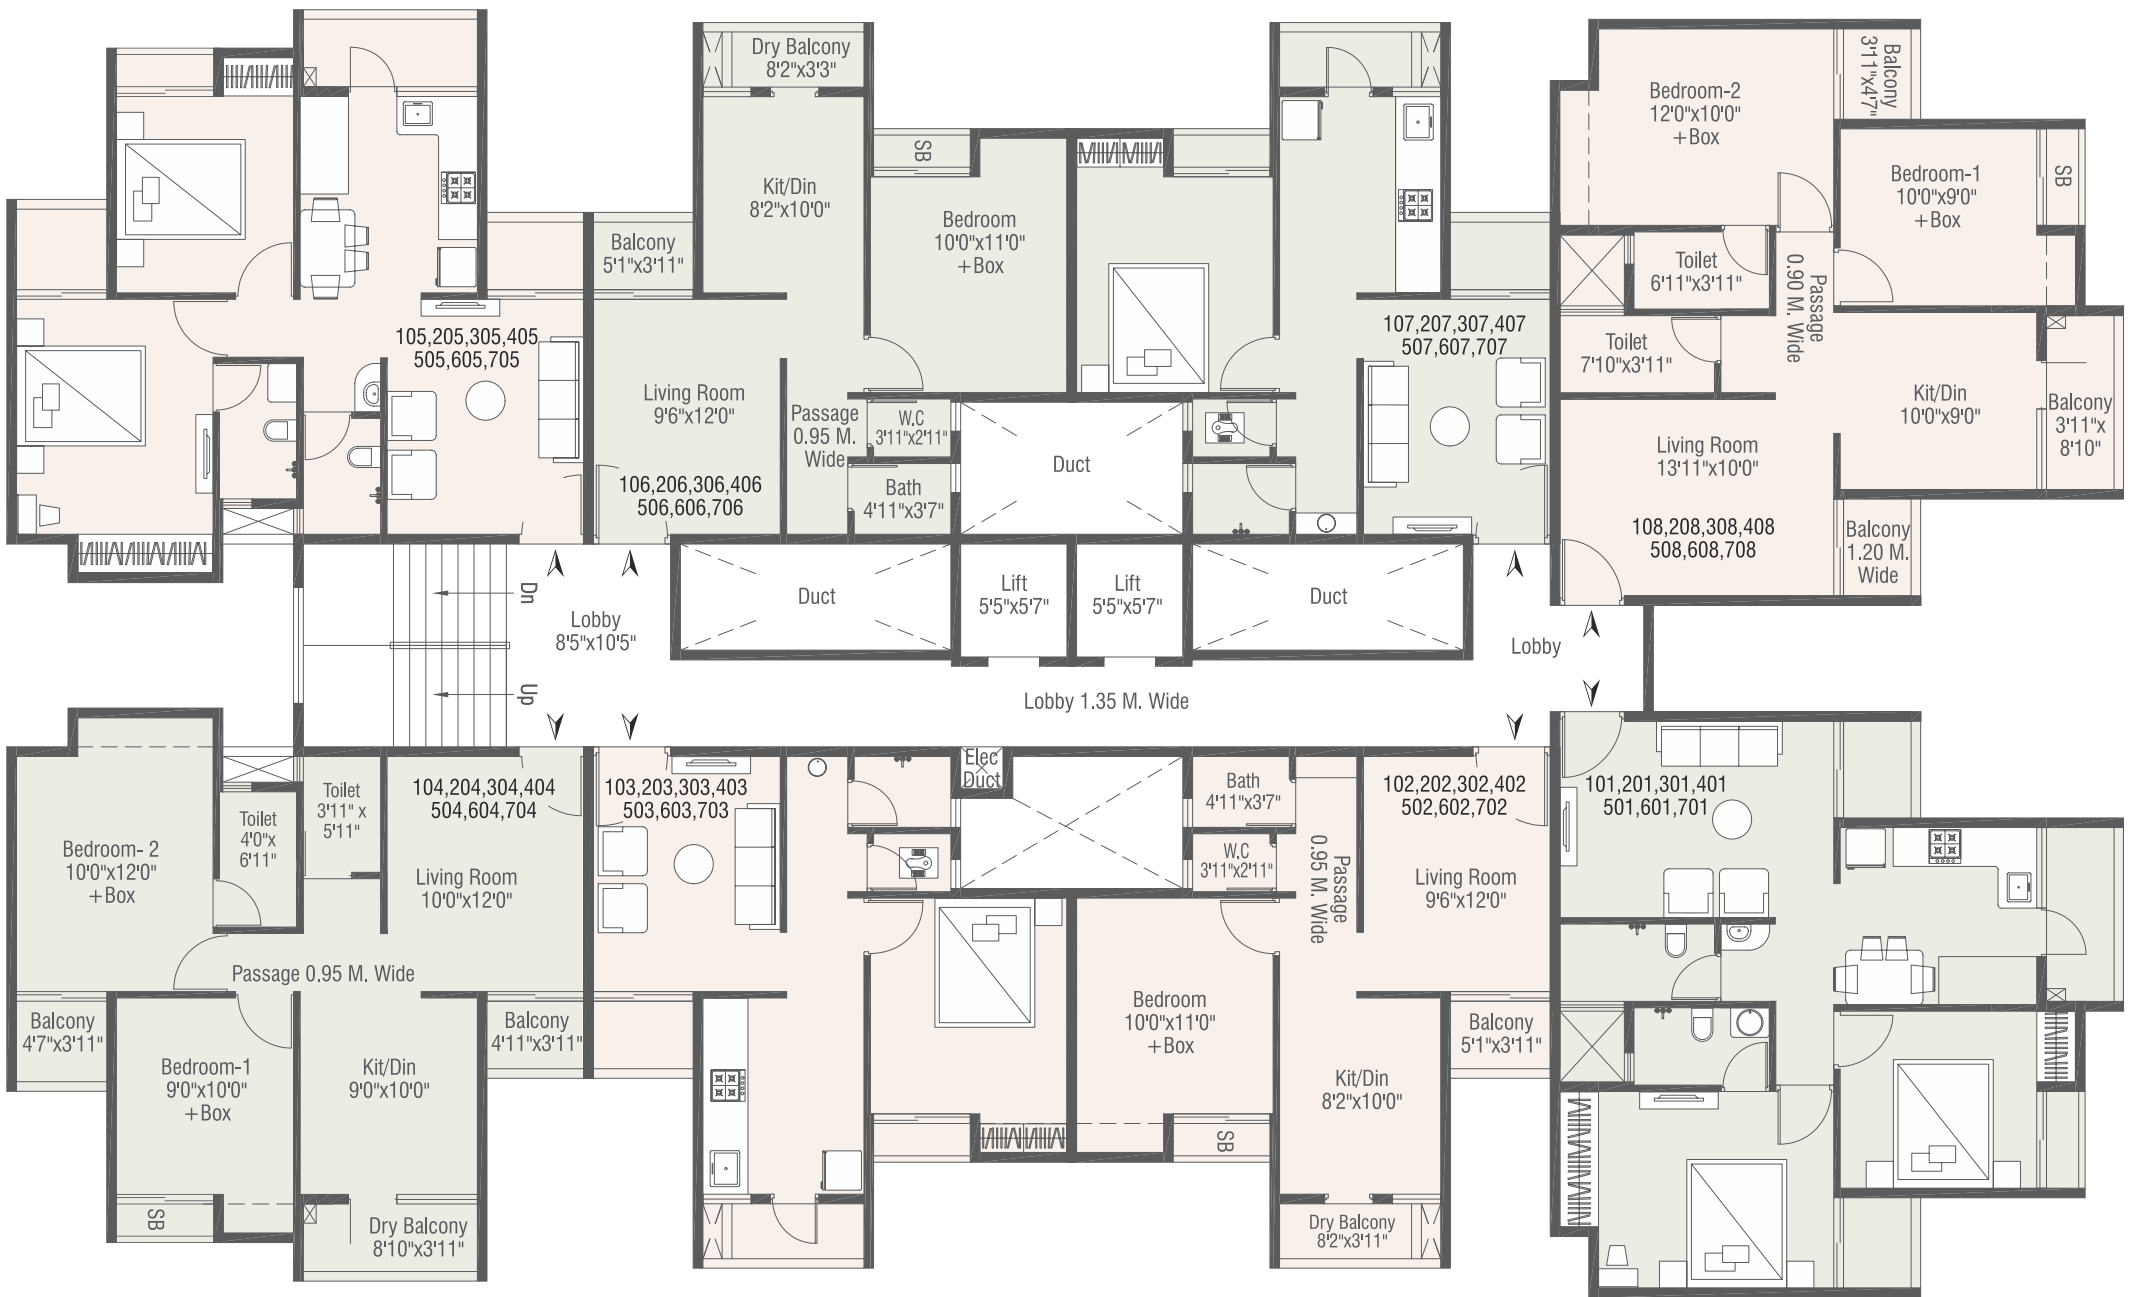 Dry Balcony
8'2"x3'3"
Kit/Din
8'2"x10'0"
SB
Bedroom
10'0"x11'0"
+Box
Balcony
5'1"x3'11"
Living Room
9'6"x12'0"
Passage
0.95 M.
Wide
W.C
3'11"x2'11"
Bath
4'11"x3'7"
105,205,305,405
505,605,705
106,206,306,406
506,606,706
107,207,307,407
507,607,707
Bedroom-2
12'0"x10'0"
+Box
Balcony
3'11"x4'7"
Bedroom-1
10'0"x9'0"
+Box
SB
Toilet
6'11"x3'11"
Passage
0.90 M. Wide
Toilet
7'10"x3'11"
Kit/Din
10'0"x9'0"
Balcony
3'11"x
8'10"
Living Room
13'11"x10'0"
108,208,308,408
508,608,708
Balcony
1.20 M.
Wide
Duct
Duct
Lift
5'5"x5'7"
Lift
5'5"x5'7"
Duct
Dn
Lobby
8'5"x10'5"
Up
Lobby
Lobby 1.35 M. Wide
Bedroom- 2
10'0"x12'0"
+Box
Toilet
4'0"x
6'11"
Toilet
3'11" x
5'11"
104,204,304,404
504,604,704
Living Room
10'0"x12'0"
Passage 0.95 M. Wide
Balcony
4'7"x3'11"
Bedroom-1
9'0"x10'0"
+Box
SB
Kit/Din
9'0"x10'0"
Balcony
4'11"x3'11"
Dry Balcony
8'10"x3'11"
103,203,303,403
503,603,703
Elec
Duct
Bath
4'11"x3'7"
W.C
3'11"x2'11"
Passage
0.95 M. Wide
102,202,302,402
502,602,702
Living Room
9'6"x12'0"
Bedroom
10'0"x11'0"
+Box
SB
Balcony
5'1"x3'11"
Kit/Din
8'2"x10'0"
Dry Balcony
8'2"x3'11"
101,201,301,401
501,601,701